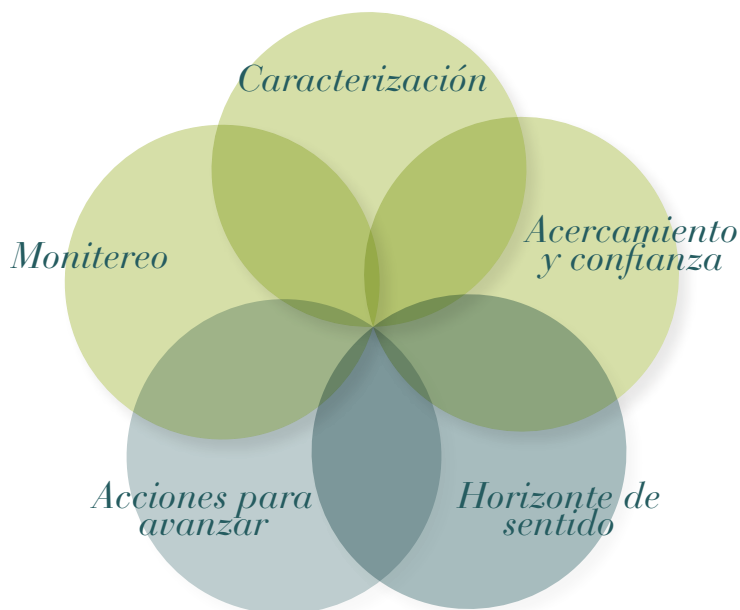 Caracterización
Acercamiento
y confianza
Monitereo
Acciones para
avanzar
Horizonte de
sentido